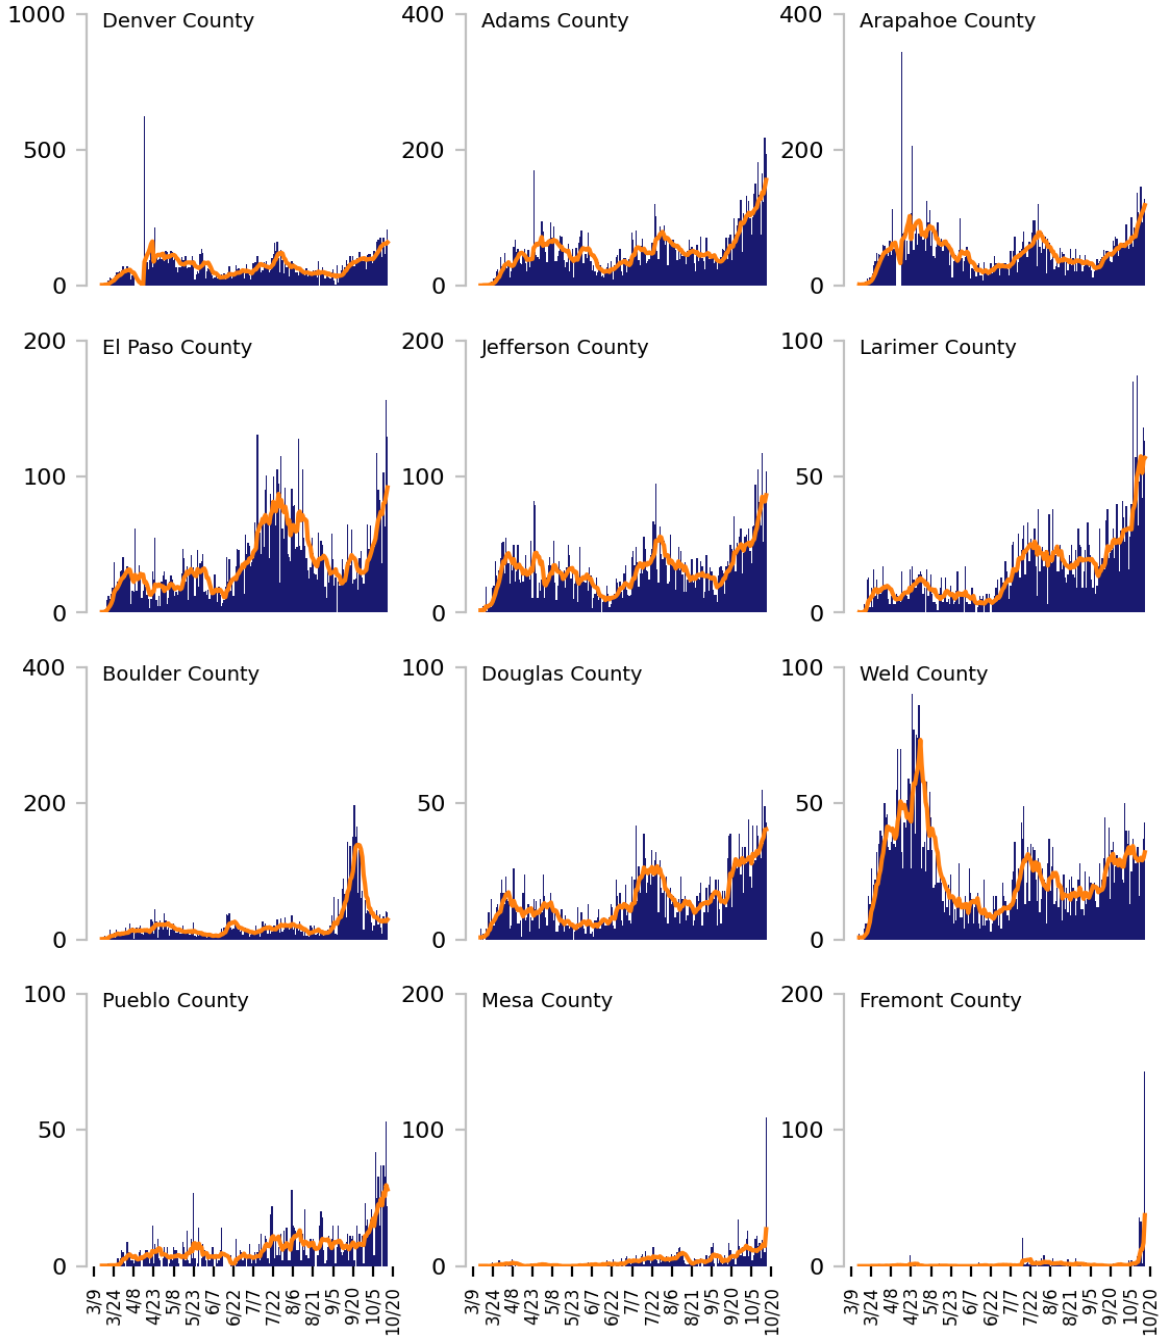 1000 Denver County 400 Adams County 400 Arapahoe County
500 200 200
0 0 0
200 El Paso County 200 Jefferson County 100 Larimer County
100 100 50
0 0 0
400 Boulder County 100 Douglas County 100 Weld County
200 50 50
0 0 0
100 Pueblo County 200 Mesa County 200 Fremont County
50 100 100
0 0 0
3/9 3/24 4/8 4/23 5/8 5/23 6/7 6/22 7/7 7/22 8/6 8/21 9/5 9/20 10/5 10/20 3/9 3/24 4/8 4/23 5/8 5/23 6/7 6/22 7/7 7/22 8/6 8/21 9/5 9/20 10/5 10/20 3/9 3/24 4/8 4/23 5/8 5/23 6/7 6/22 7/7 7/22 8/6 8/21 9/5 9/20 10/5 10/20